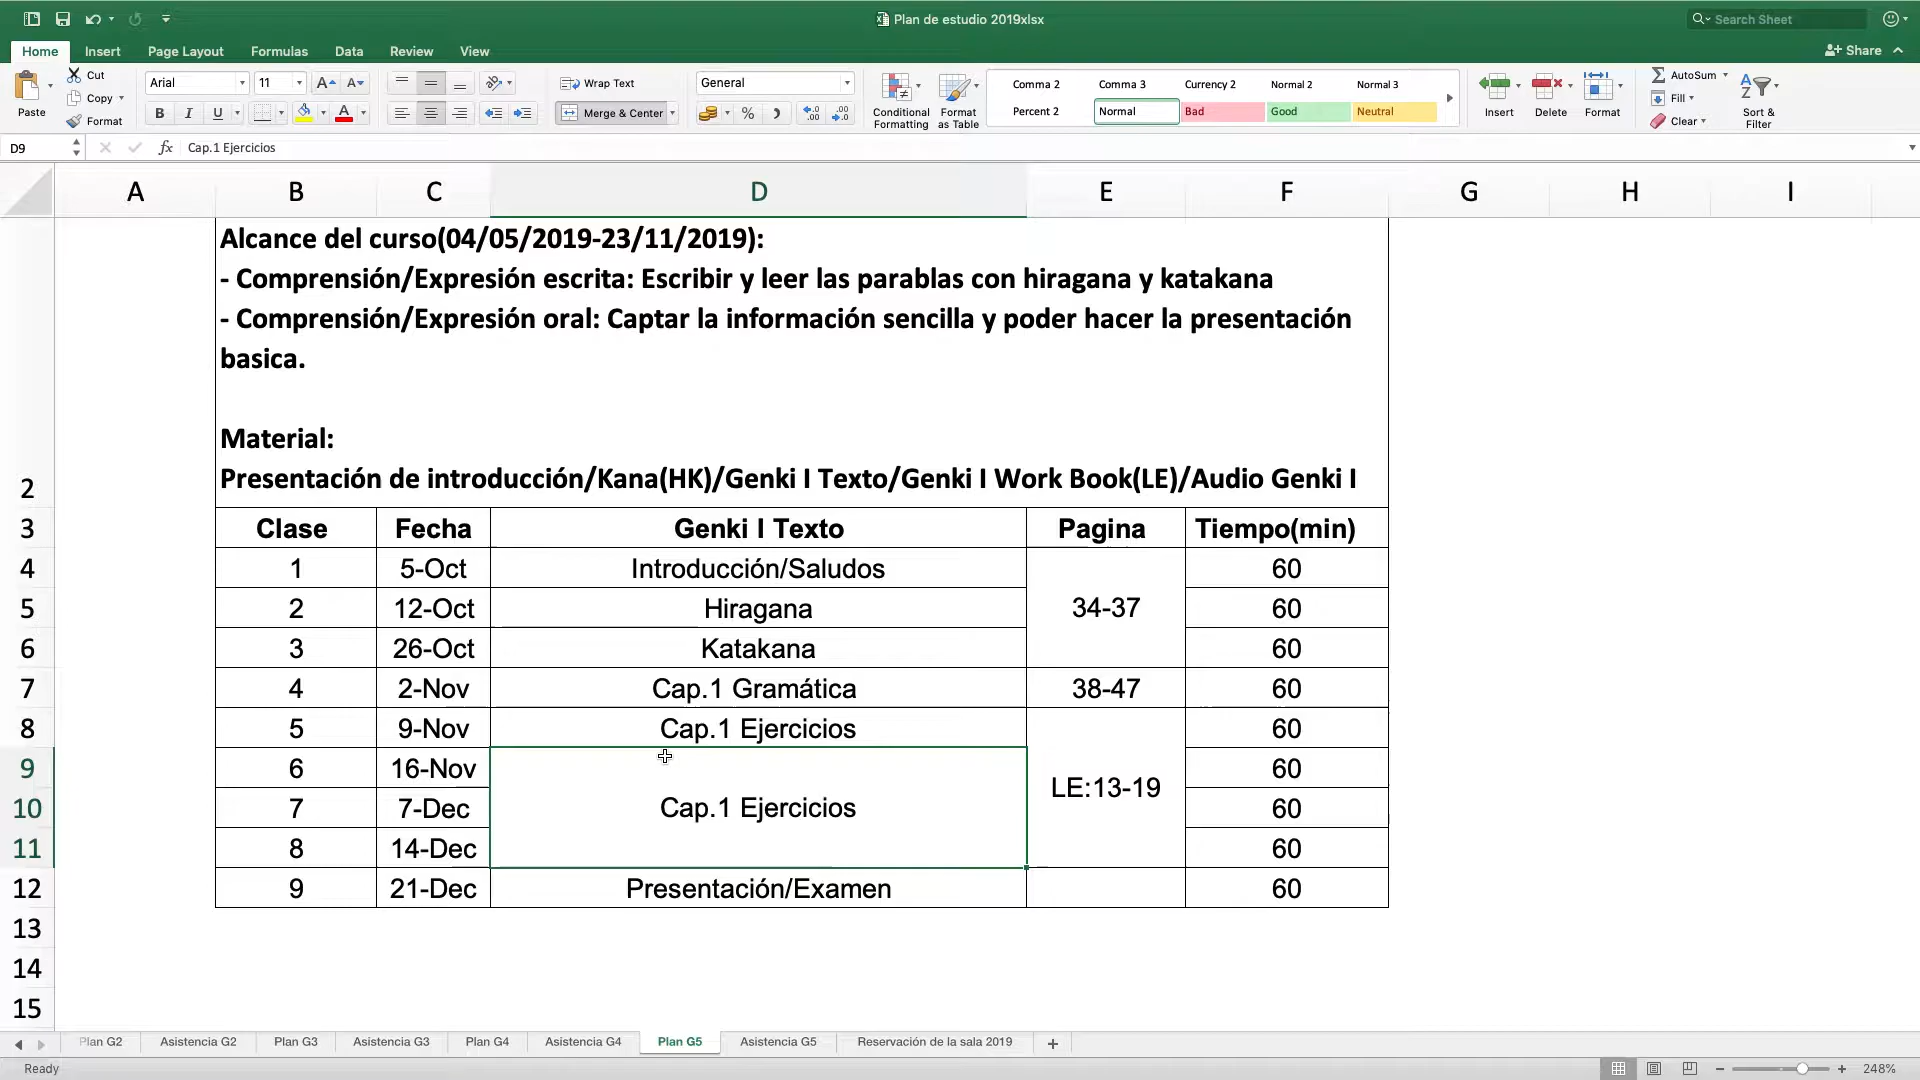 Plan de estudio 2019xlsx
Search Sheet
Home Insert Page Layout Formulas Data Review View
Share
Paste
Cut
Copy
Format
Arial 11
B I U
Wrap Text
Merge & Center
General
Conditional Formatting
Format as Table
Comma 2 Comma 3 Currency 2 Normal 2 Normal 3
Percent 2 Normal Bad Good Neutral
Insert Delete Format
AutoSum
Fill
Clear
Sort & Filter
D9 fx Cap.1 Ejercicios
A B C D E F G H I
Alcance del curso(04/05/2019-23/11/2019):
- Comprensión/Expresión escrita: Escribir y leer las parablas con hiragana y katakana
- Comprensión/Expresión oral: Captar la información sencilla y poder hacer la presentación
basica.
Material:
2 Presentación de introducción/Kana(HK)/Genki I Texto/Genki I Work Book(LE)/Audio Genki I
3 Clase Fecha Genki I Texto Pagina Tiempo(min)
4 1 5-Oct Introducción/Saludos 60
5 2 12-Oct Hiragana 34-37 60
6 3 26-Oct Katakana 60
7 4 2-Nov Cap.1 Gramática 38-47 60
8 5 9-Nov Cap.1 Ejercicios 60
9 6 16-Nov LE:13-19 60
10 7 7-Dec Cap.1 Ejercicios 60
11 8 14-Dec 60
12 9 21-Dec Presentación/Examen 60
13
14
15
Plan G2 Asistencia G2 Plan G3 Asistencia G3 Plan G4 Asistencia G4 Plan G5 Asistencia G5 Reservación de la sala 2019
Ready 248%